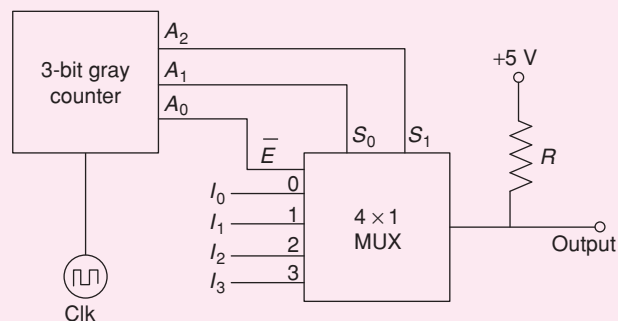 3-bit gray
counter
A₂
A₁
A₀
+5 V
R
E̅
S₀
S₁
I₀
I₁
I₂
I₃
0
1
2
3
4 × 1
MUX
Output
Clk